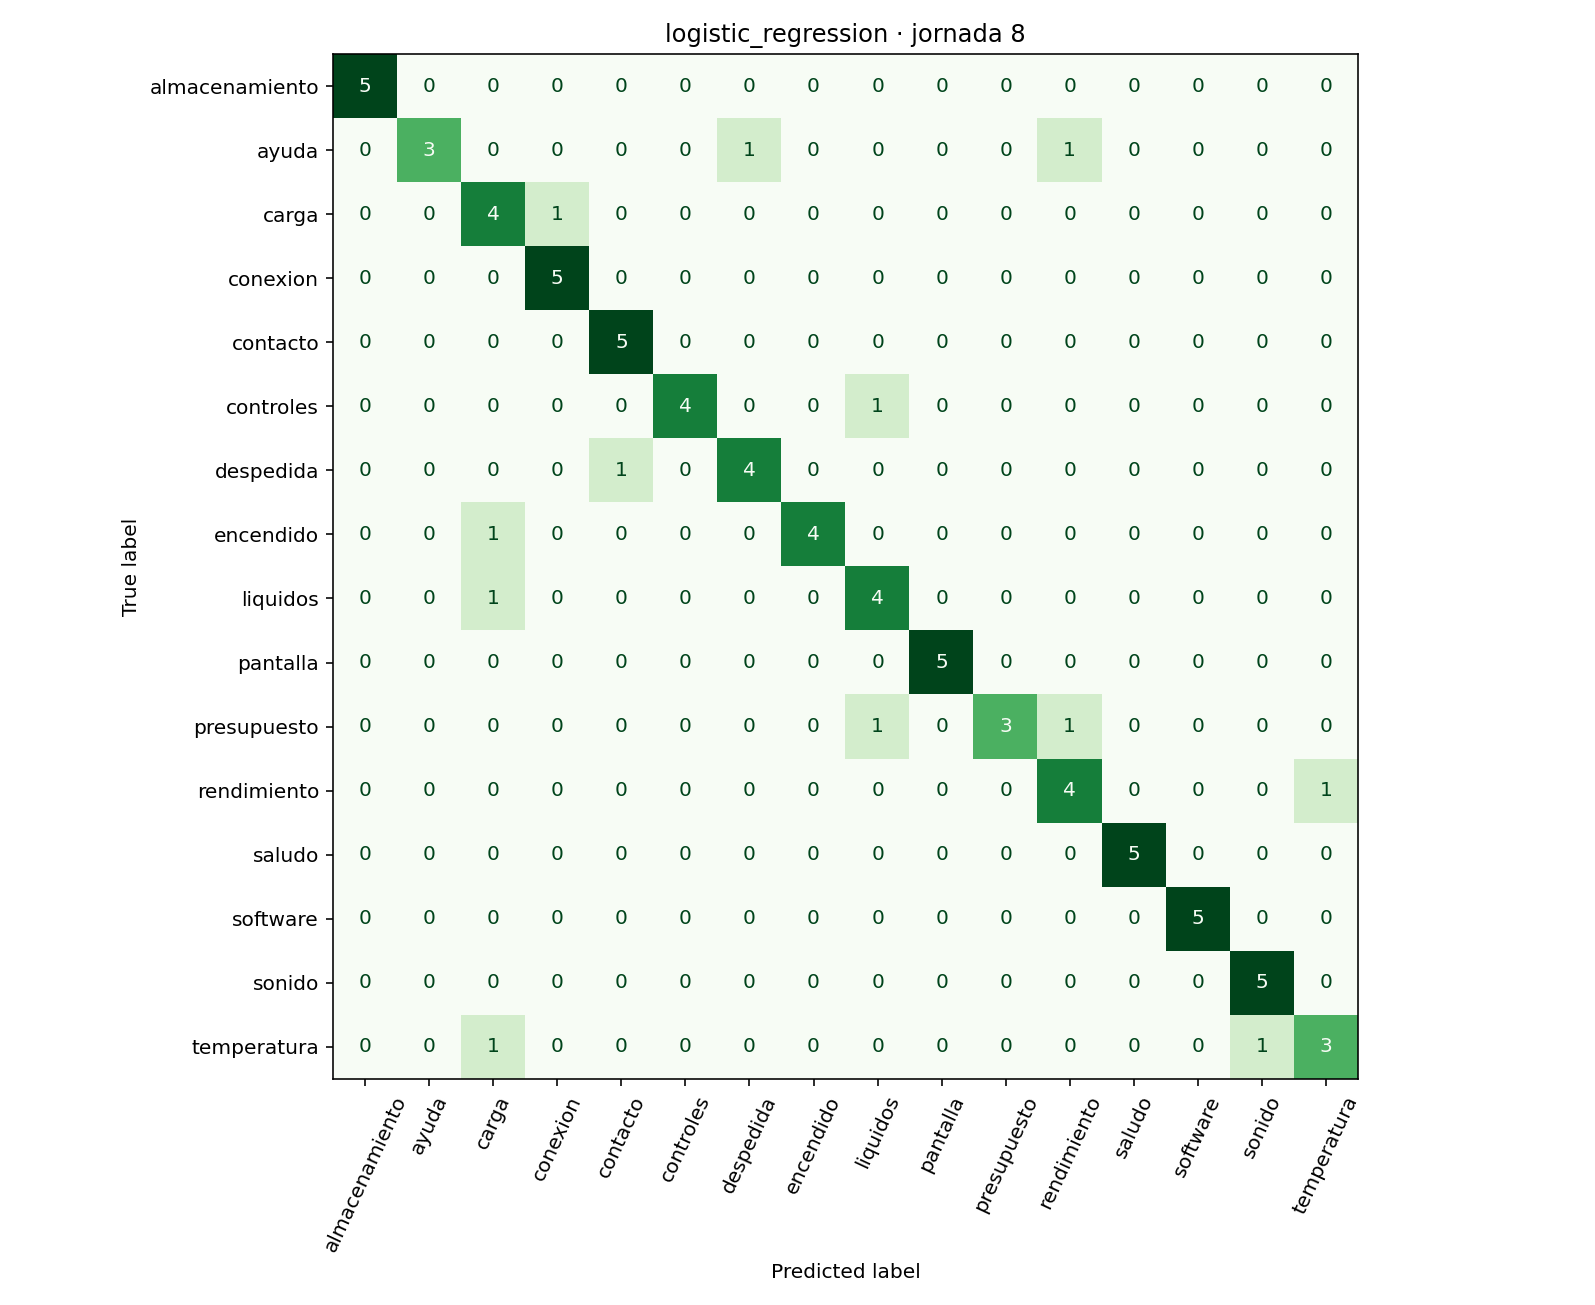 logistic_regression · jornada 8
almacenamiento 5 0 0 0 0 0 0 0 0 0 0 0 0 0 0 0
ayuda 0 3 0 0 0 0 1 0 0 0 0 1 0 0 0 0
carga 0 0 4 1 0 0 0 0 0 0 0 0 0 0 0 0
conexion 0 0 0 5 0 0 0 0 0 0 0 0 0 0 0 0
contacto 0 0 0 0 5 0 0 0 0 0 0 0 0 0 0 0
controles 0 0 0 0 0 4 0 0 1 0 0 0 0 0 0 0
despedida 0 0 0 0 1 0 4 0 0 0 0 0 0 0 0 0
encendido 0 0 1 0 0 0 0 4 0 0 0 0 0 0 0 0
liquidos 0 0 1 0 0 0 0 0 4 0 0 0 0 0 0 0
pantalla 0 0 0 0 0 0 0 0 0 5 0 0 0 0 0 0
presupuesto 0 0 0 0 0 0 0 0 1 0 3 1 0 0 0 0
rendimiento 0 0 0 0 0 0 0 0 0 0 0 4 0 0 0 1
saludo 0 0 0 0 0 0 0 0 0 0 0 0 5 0 0 0
software 0 0 0 0 0 0 0 0 0 0 0 0 0 5 0 0
sonido 0 0 0 0 0 0 0 0 0 0 0 0 0 0 5 0
temperatura 0 0 1 0 0 0 0 0 0 0 0 0 0 0 1 3
True label
almacenamiento ayuda carga conexion contacto controles despedida encendido liquidos pantalla presupuesto rendimiento saludo software sonido temperatura
Predicted label